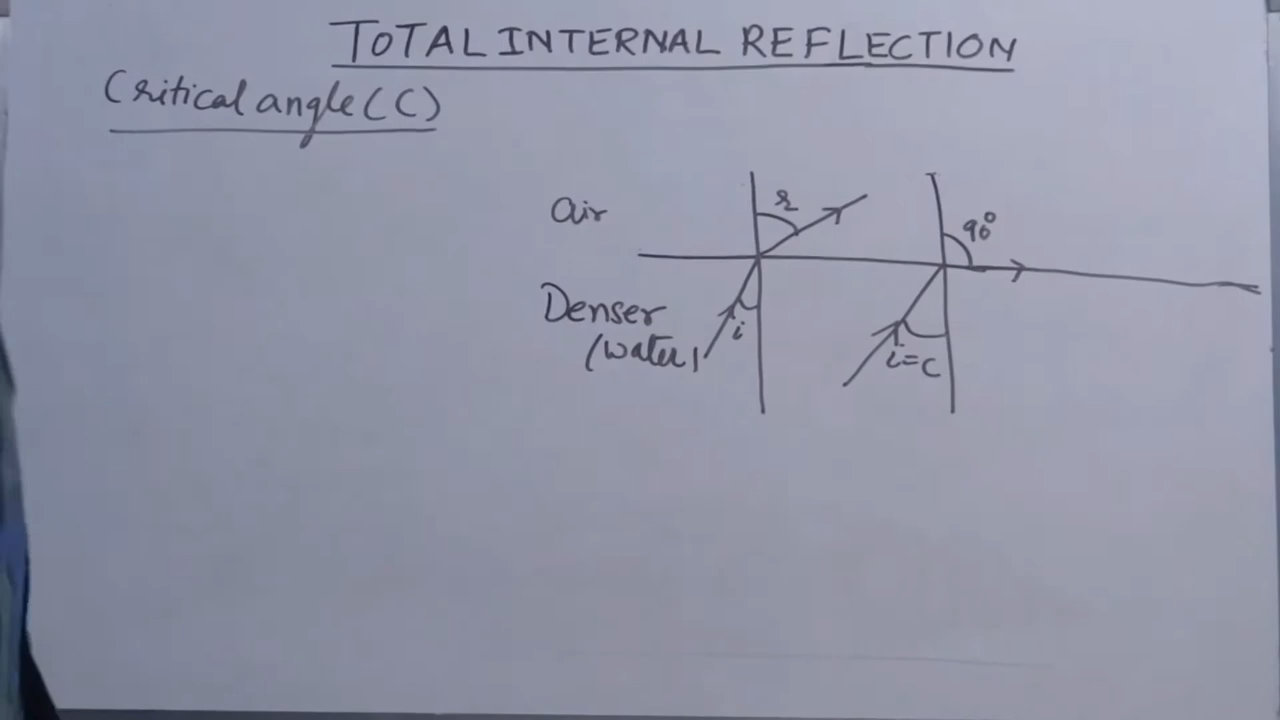 TOTAL INTERNAL REFLECTION
Critical angle (C)
air
r
90°
Denser
(water)
i
i=c